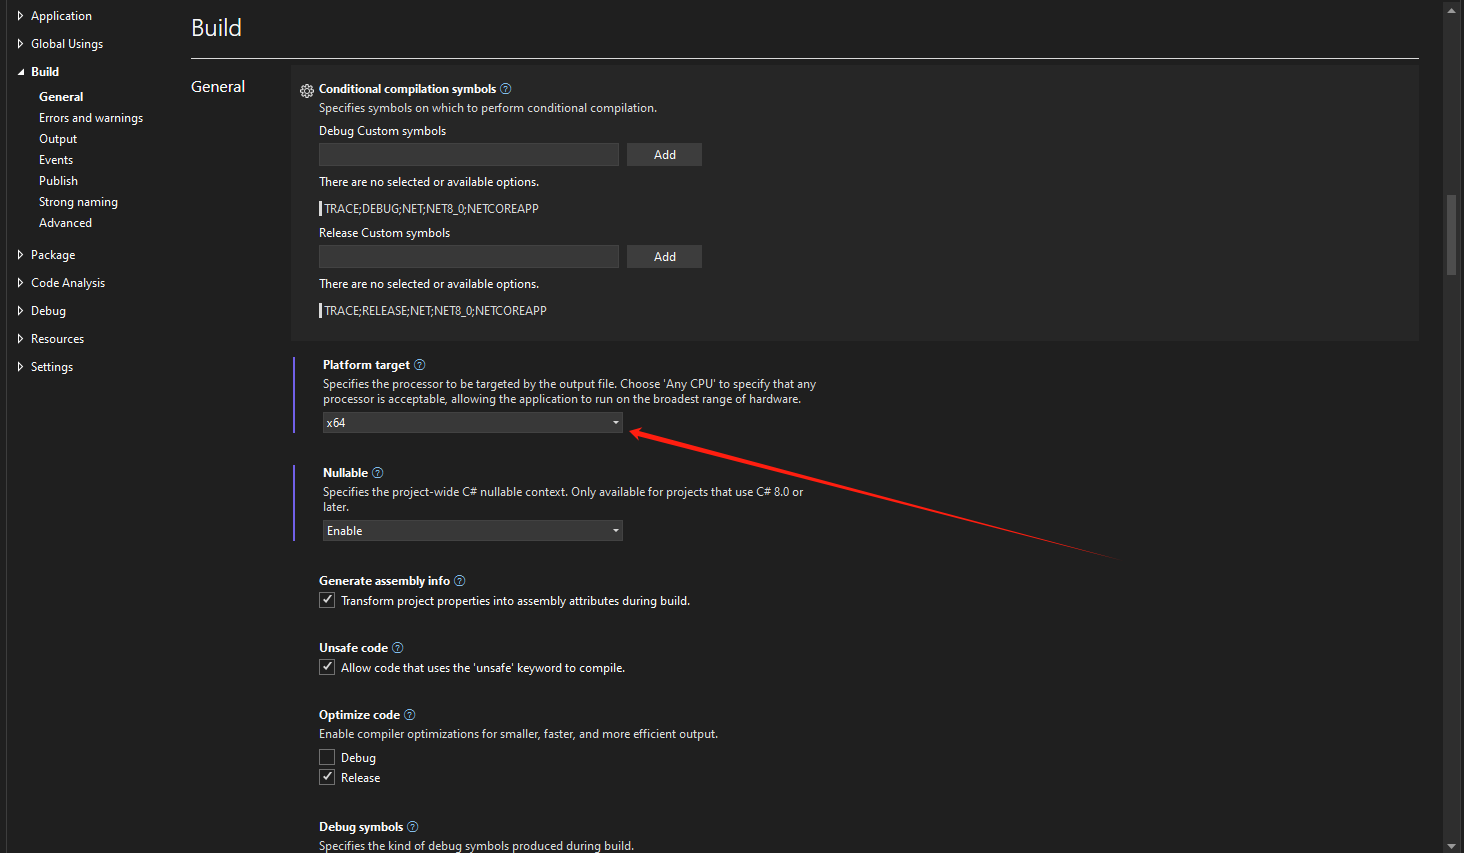 Application
Global Usings
Build
General
Errors and warnings
Output
Events
Publish
Strong naming
Advanced
Package
Code Analysis
Debug
Resources
Settings
Build
General
Conditional compilation symbols
Specifies symbols on which to perform conditional compilation.
Debug Custom symbols
Add
There are no selected or available options.
TRACE;DEBUG;NET;NET8_0;NETCOREAPP
Release Custom symbols
Add
There are no selected or available options.
TRACE;RELEASE;NET;NET8_0;NETCOREAPP
Platform target
Specifies the processor to be targeted by the output file. Choose 'Any CPU' to specify that any
processor is acceptable, allowing the application to run on the broadest range of hardware.
x64
Nullable
Specifies the project-wide C# nullable context. Only available for projects that use C# 8.0 or
later.
Enable
Generate assembly info
Transform project properties into assembly attributes during build.
Unsafe code
Allow code that uses the 'unsafe' keyword to compile.
Optimize code
Enable compiler optimizations for smaller, faster, and more efficient output.
Debug
Release
Debug symbols
Specifies the kind of debug symbols produced during build.